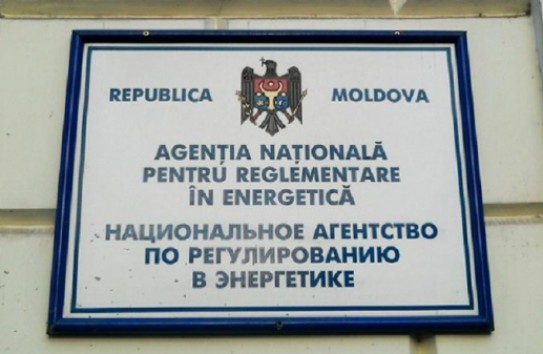 REPUBLICA MOLDOVA
AGENȚIA NAȚIONALĂ
PENTRU REGLEMENTARE
ÎN ENERGETICĂ
НАЦИОНАЛЬНОЕ АГЕНТСТВО
ПО РЕГУЛИРОВАНИЮ
В ЭНЕРГЕТИКЕ